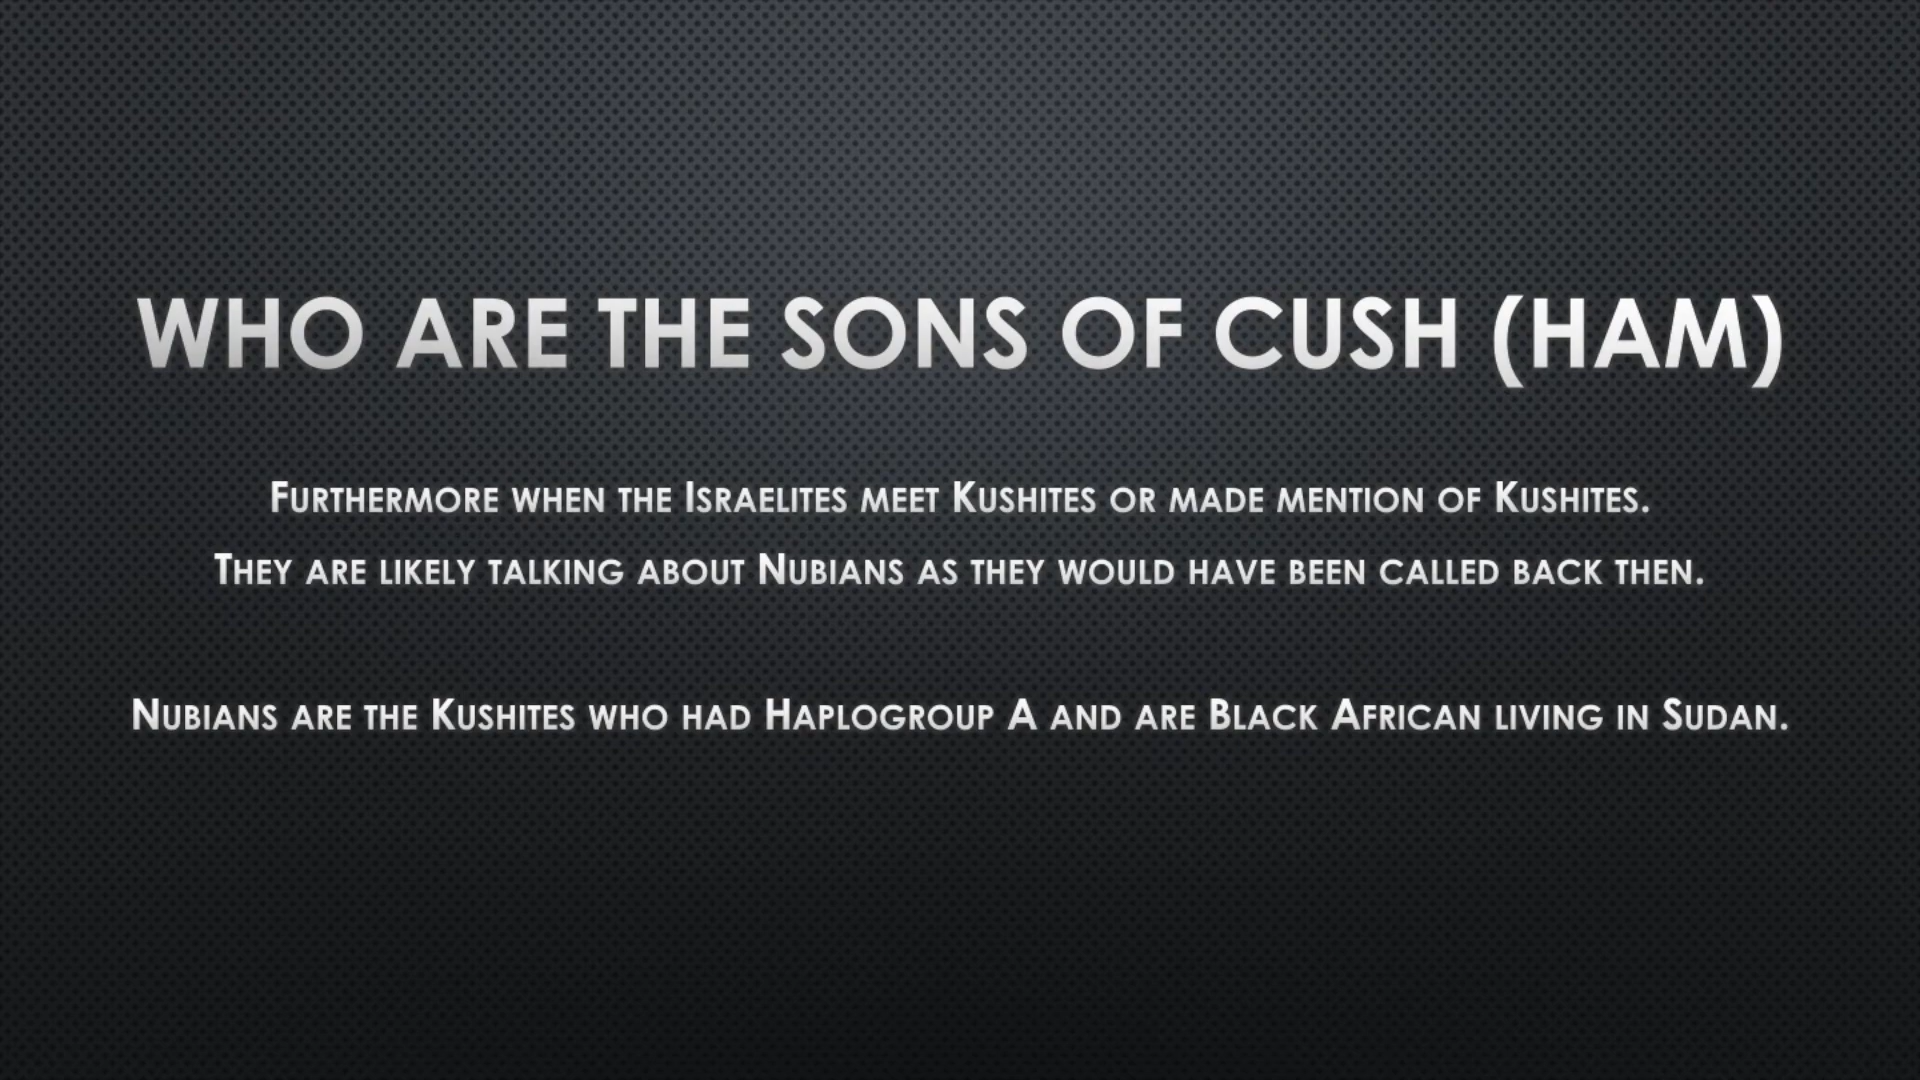 WHO ARE THE SONS OF CUSH (HAM)
Furthermore when the Israelites meet Kushites or made mention of Kushites.
They are likely talking about Nubians as they would have been called back then.
Nubians are the Kushites who had Haplogroup A and are Black African living in Sudan.